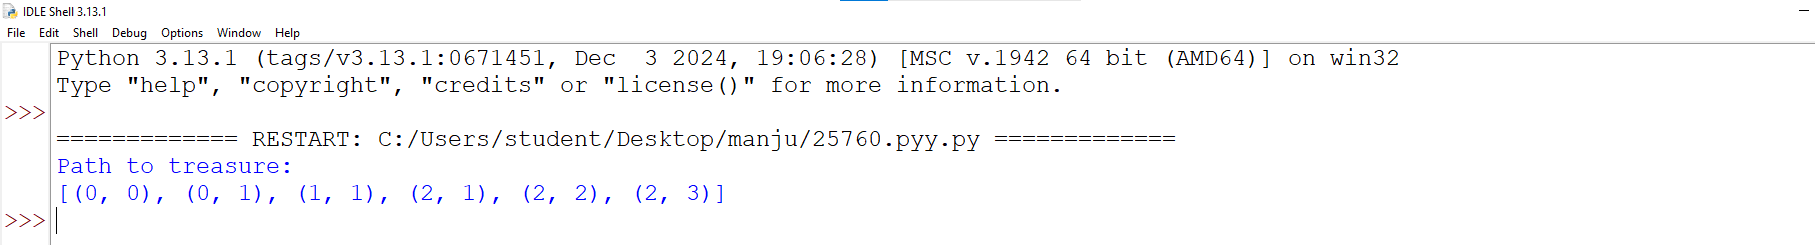 IDLE Shell 3.13.1
File Edit Shell Debug Options Window Help
Python 3.13.1 (tags/v3.13.1:0671451, Dec  3 2024, 19:06:28) [MSC v.1942 64 bit (AMD64)] on win32
Type "help", "copyright", "credits" or "license()" for more information.
>>>
============= RESTART: C:/Users/student/Desktop/manju/25760.pyy.py =============
Path to treasure:
[(0, 0), (0, 1), (1, 1), (2, 1), (2, 2), (2, 3)]
>>>